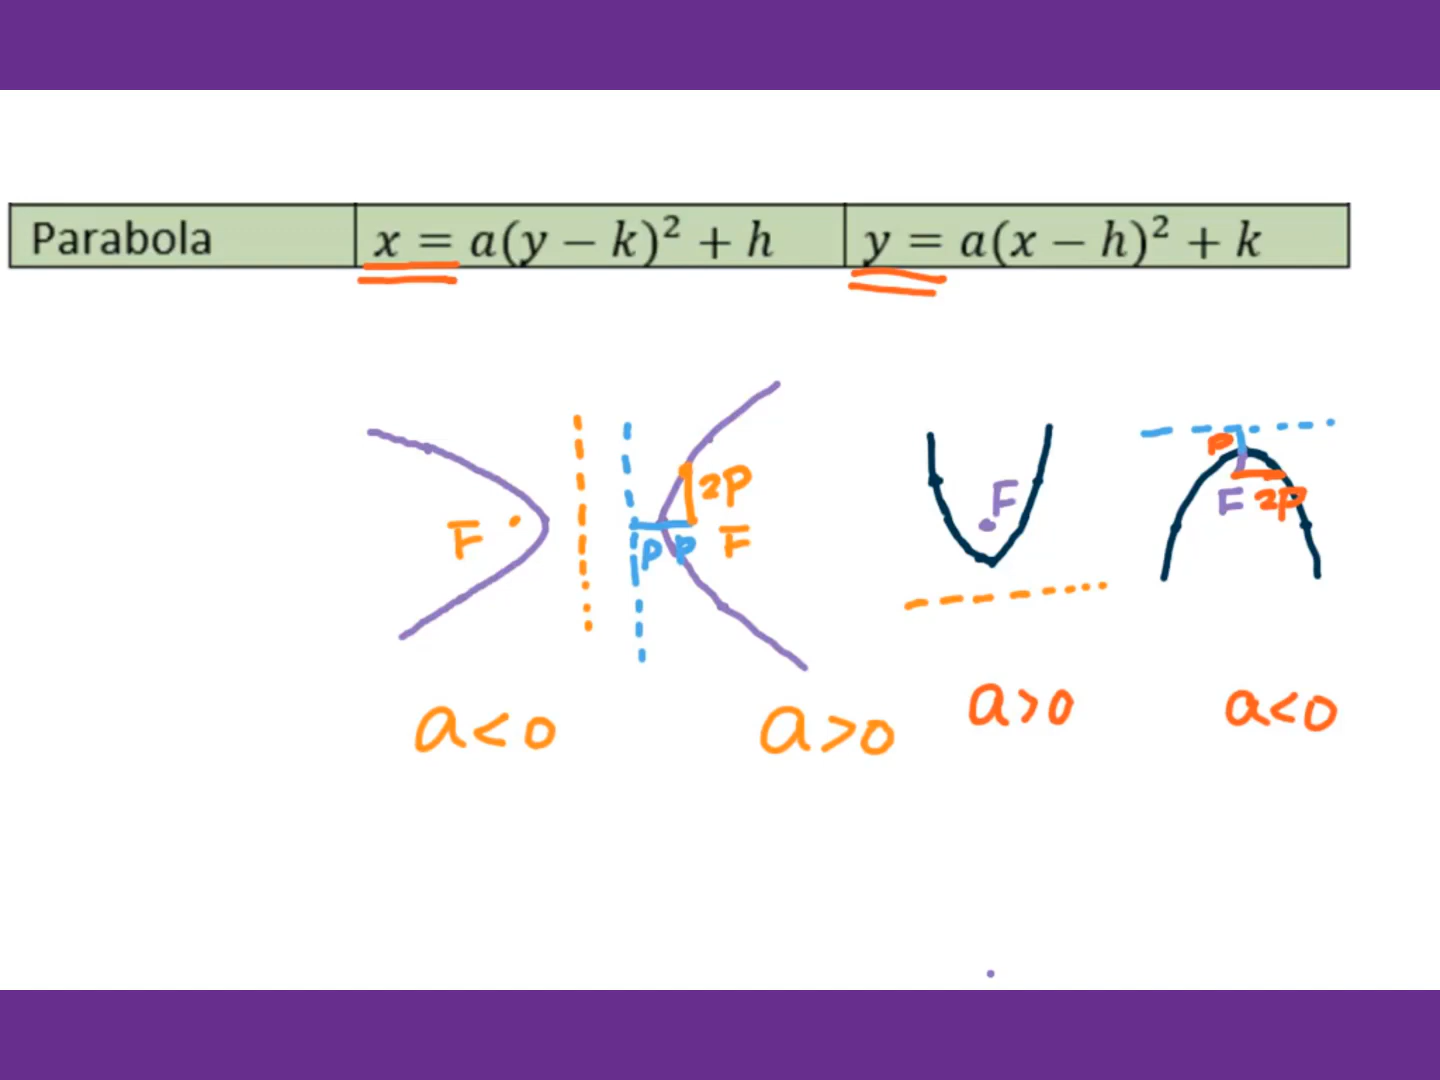 Parabola x = a(y − k)² + h y = a(x − h)² + k
P
2P F
F 2P
F P P F
a<0 a>0 a>0 a<0